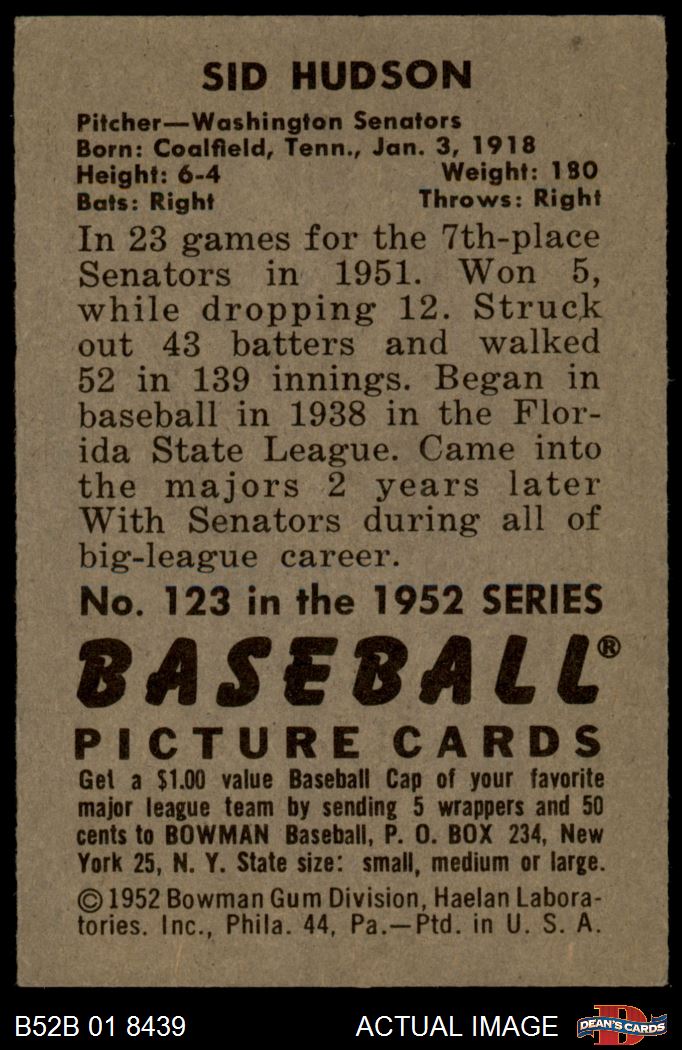 SID HUDSON
Pitcher—Washington Senators
Born: Coalfield, Tenn., Jan. 3, 1918
Height: 6-4 Weight: 180
Bats: Right Throws: Right
In 23 games for the 7th-place
Senators in 1951. Won 5,
while dropping 12. Struck
out 43 batters and walked
52 in 139 innings. Began in
baseball in 1938 in the Flor-
ida State League. Came into
the majors 2 years later
With Senators during all of
big-league career.
No. 123 in the 1952 SERIES
BASEBALL®
PICTURE CARDS
Get a $1.00 value Baseball Cap of your favorite
major league team by sending 5 wrappers and 50
cents to BOWMAN Baseball, P. O. BOX 234, New
York 25, N. Y. State size: small, medium or large.
©1952 Bowman Gum Division, Haelan Labora-
tories. Inc., Phila. 44, Pa.—Ptd. in U. S. A.
B52B 01 8439 ACTUAL IMAGE D DEAN'S CARDS